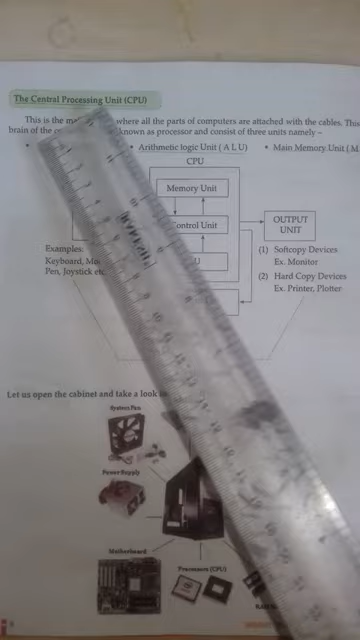 The Central Processing Unit (CPU)
This is the where all the parts of computers are attached with the cables. This
brain of the known as processor and consist of three units namely –
• • Arithmetic logic Unit ( A L U) • Main Memory Unit ( M
CPU
Memory Unit
Control Unit
OUTPUT
UNIT
Examples:
Keyboard,
Pen, Joystick etc.
(1) Softcopy Devices
Ex. Monitor
(2) Hard Copy Devices
Ex. Printer, Plotter
Let us open the cabinet and take a look
System Fan
Power Supply
Motherboard
Processors (CPU)